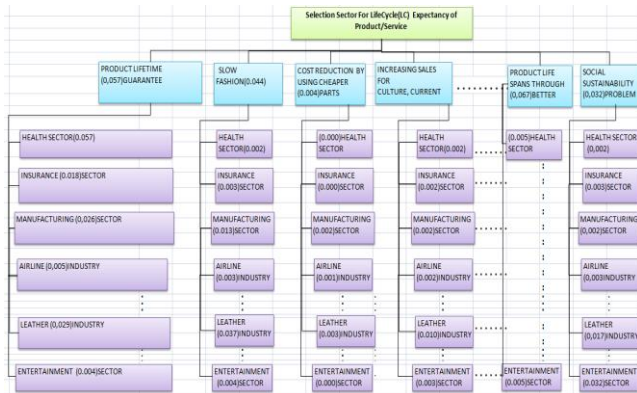 Selection Sector For LifeCycle(LC) Expectancy of
Product/Service
PRODUCT LIFETIME
(0,057)GUARANTEE
SLOW
FASHION(0.044)
COST REDUCTION BY
USING CHEAPER
(0.004)PARTS
INCREASING SALES
FOR
CULTURE, CURRENT
PRODUCT LIFE
SPANS THROUGH
(0,067)BETTER
SOCIAL
SUSTAINABILITY
(0,032)PROBLEM
HEALTH SECTOR(0.057)
HEALTH
SECTOR(0.002)
(0.000)HEALTH
SECTOR
HEALTH
SECTOR(0.002)
(0.005)HEALTH
SECTOR
HEALTH SECTOR
(0,002)
INSURANCE (0.018)SECTOR
INSURANCE
(0.003)SECTOR
INSURANCE
(0.000)SECTOR
INSURANCE
(0.002)SECTOR
INSURANCE
(0.003)SECTOR
MANUFACTURING (0,026)SECTOR
MANUFACTURING
(0.013)SECTOR
MANUFACTURING
(0.002)SECTOR
MANUFACTURING
(0.002)SECTOR
MANUFACTURING
(0,002)SECTOR
AIRLINE (0,005)INDUSTRY
AIRLINE
(0.003)INDUSTRY
AIRLINE
(0.001)INDUSTRY
AIRLINE
(0.002)INDUSTRY
AIRLINE
(0,003)INDUSTRY
LEATHER (0,029)INDUSTRY
LEATHER
(0.037)INDUSTRY
LEATHER
(0.003)INDUSTRY
LEATHER
(0.010)INDUSTRY
LEATHER
(0,017)INDUSTRY
ENTERTAINMENT (0.004)SECTOR
ENTERTAINMENT
(0.004)SECTOR
ENTERTAINMENT
(0.000)SECTOR
ENTERTAINMENT
(0.003)SECTOR
ENTERTAINMENT
(0.005)SECTOR
ENTERTAINMENT
(0.032)SECTOR